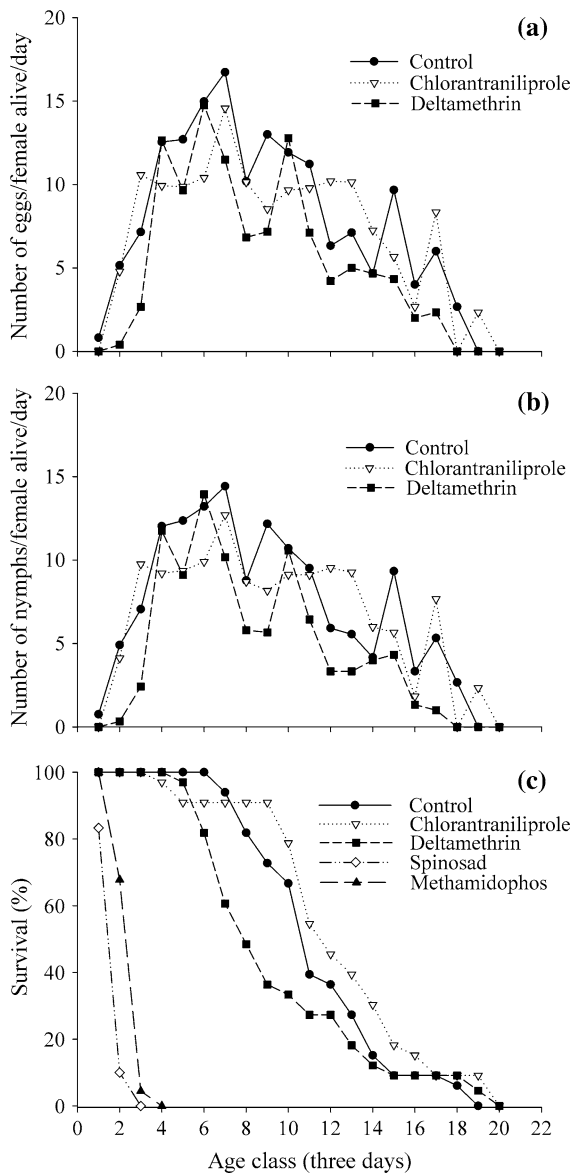 (a)
Control
Chlorantraniliprole
Deltamethrin
Number of eggs/female alive/day
20
15
10
5
0
(b)
Control
Chlorantraniliprole
Deltamethrin
Number of nymphs/female alive/day
20
15
10
5
0
(c)
Control
Chlorantraniliprole
Deltamethrin
Spinosad
Methamidophos
Survival (%)
100
80
60
40
20
0
0 2 4 6 8 10 12 14 16 18 20 22
Age class (three days)